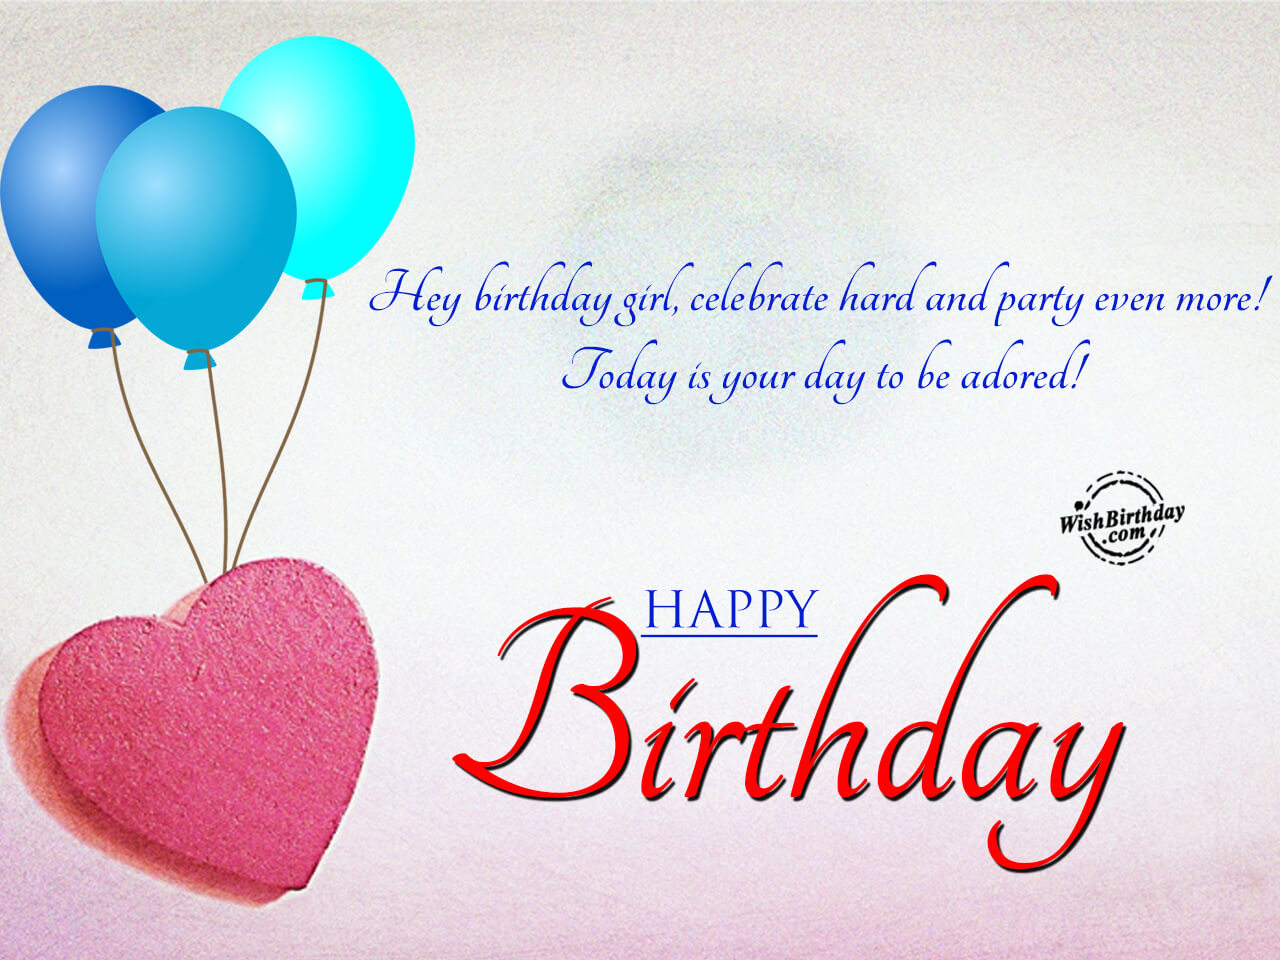 Hey birthday girl, celebrate hard and party even more!
Today is your day to be adored!
WishBirthday
.com
HAPPY
Birthday